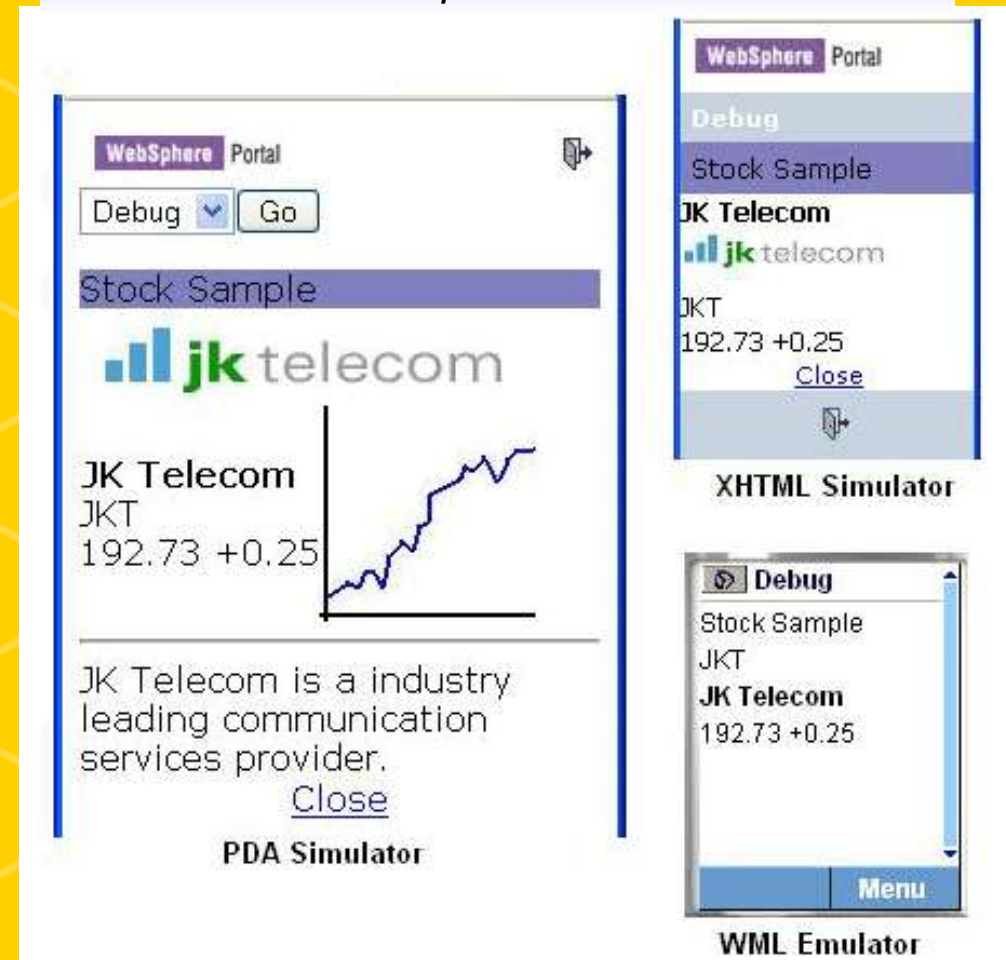 WebSphere Portal
Debug Go
Stock Sample
jk telecom
JK Telecom
JKT
192.73 +0.25
JK Telecom is a industry
leading communication
services provider.
Close
PDA Simulator
WebSphere Portal
Debug
Stock Sample
JK Telecom
jk telecom
JKT
192.73 +0.25
Close
XHTML Simulator
Debug
Stock Sample
JKT
JK Telecom
192.73 +0.25
Menu
WML Emulator